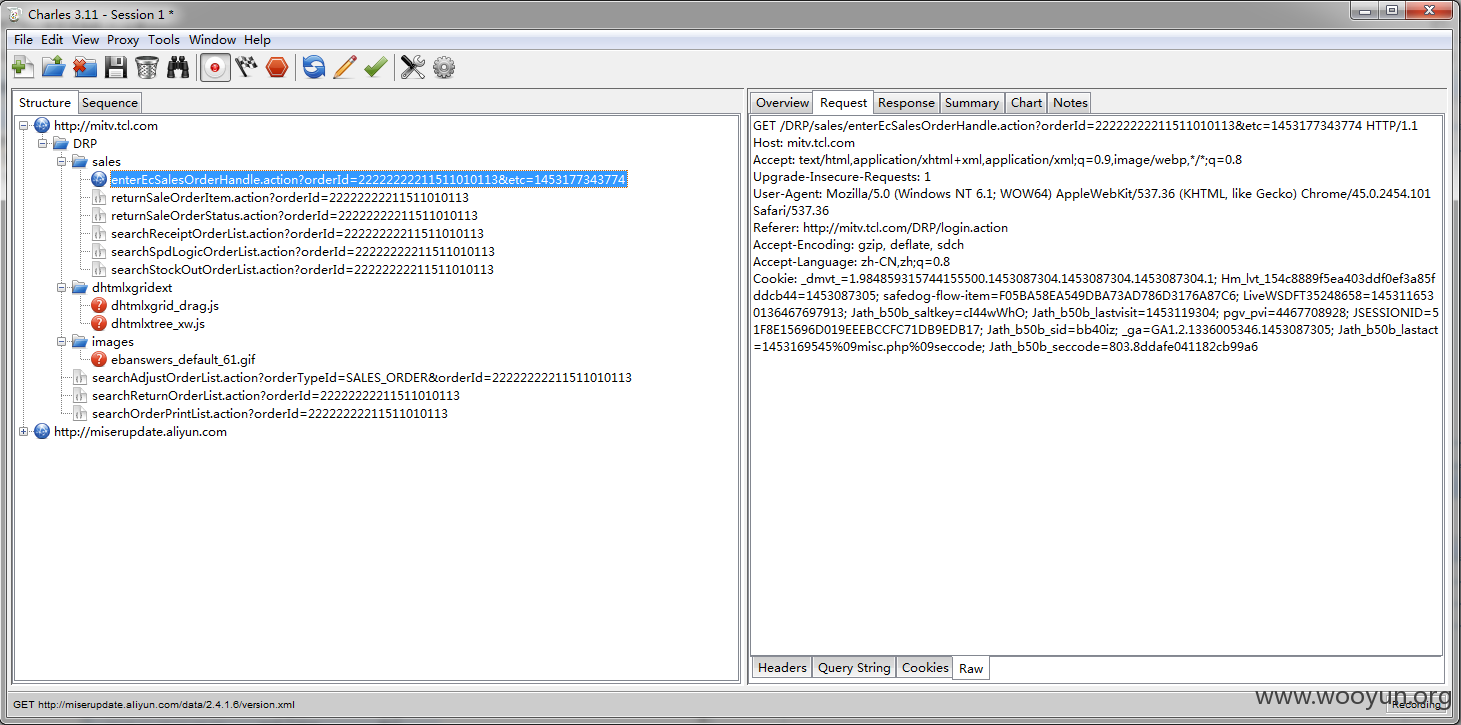 Charles 3.11 - Session 1 *
File Edit View Proxy Tools Window Help
Structure Sequence
http://mitv.tcl.com
DRP
sales
enterEcSalesOrderHandle.action?orderId=22222222211511010113&etc=1453177343774
returnSaleOrderItem.action?orderId=22222222211511010113
returnSaleOrderStatus.action?orderId=22222222211511010113
searchReceiptOrderList.action?orderId=22222222211511010113
searchSpdLogicOrderList.action?orderId=22222222211511010113
searchStockOutOrderList.action?orderId=22222222211511010113
dhtmlxgridext
dhtmlxgrid_drag.js
dhtmlxtree_xw.js
images
ebanswers_default_61.gif
searchAdjustOrderList.action?orderTypeId=SALES_ORDER&orderId=22222222211511010113
searchReturnOrderList.action?orderId=22222222211511010113
searchOrderPrintList.action?orderId=22222222211511010113
http://miserupdate.aliyun.com
Overview Request Response Summary Chart Notes
GET /DRP/sales/enterEcSalesOrderHandle.action?orderId=22222222211511010113&etc=1453177343774 HTTP/1.1
Host: mitv.tcl.com
Accept: text/html,application/xhtml+xml,application/xml;q=0.9,image/webp,*/*;q=0.8
Upgrade-Insecure-Requests: 1
User-Agent: Mozilla/5.0 (Windows NT 6.1; WOW64) AppleWebKit/537.36 (KHTML, like Gecko) Chrome/45.0.2454.101
Safari/537.36
Referer: http://mitv.tcl.com/DRP/login.action
Accept-Encoding: gzip, deflate, sdch
Accept-Language: zh-CN,zh;q=0.8
Cookie: _dmvt_=1.984859315744155500.1453087304.1453087304.1453087304.1; Hm_lvt_154c8889f5ea403ddf0ef3a85f
ddcb44=1453087305; safedog-flow-item=F05BA58EA549DBA73AD786D3176A87C6; LiveWSDFT35248658=145311653
0136467697913; Jath_b50b_saltkey=cI44wWhO; Jath_b50b_lastvisit=1453119304; pgv_pvi=4467708928; JSESSIONID=5
1F8E15696D019EEEBCCFC71DB9EDB17; Jath_b50b_sid=bb40iz; _ga=GA1.2.1336005346.1453087305; Jath_b50b_lastact
=1453169545%09misc.php%09seccode; Jath_b50b_seccode=803.8ddafe041182cb99a6
Headers Query String Cookies Raw
GET http://miserupdate.aliyun.com/data/2.4.1.6/version.xml
Recording
www.wooyun.org